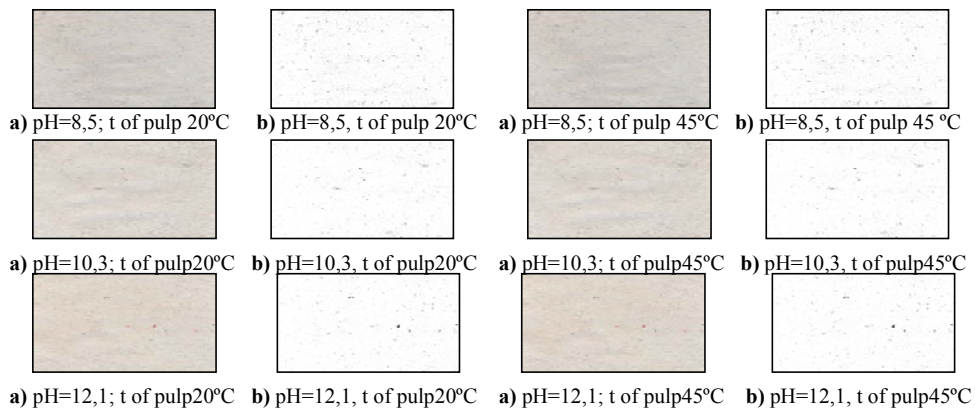 a) pH=8,5; t of pulp 20ºC b) pH=8,5, t of pulp 20ºC a) pH=8,5; t of pulp 45ºC b) pH=8,5, t of pulp 45 ºC
a) pH=10,3; t of pulp20ºC b) pH=10,3, t of pulp20ºC a) pH=10,3; t of pulp45ºC b) pH=10,3, t of pulp45ºC
a) pH=12,1; t of pulp20ºC b) pH=12,1, t of pulp20ºC a) pH=12,1; t of pulp45ºC b) pH=12,1, t of pulp45ºC